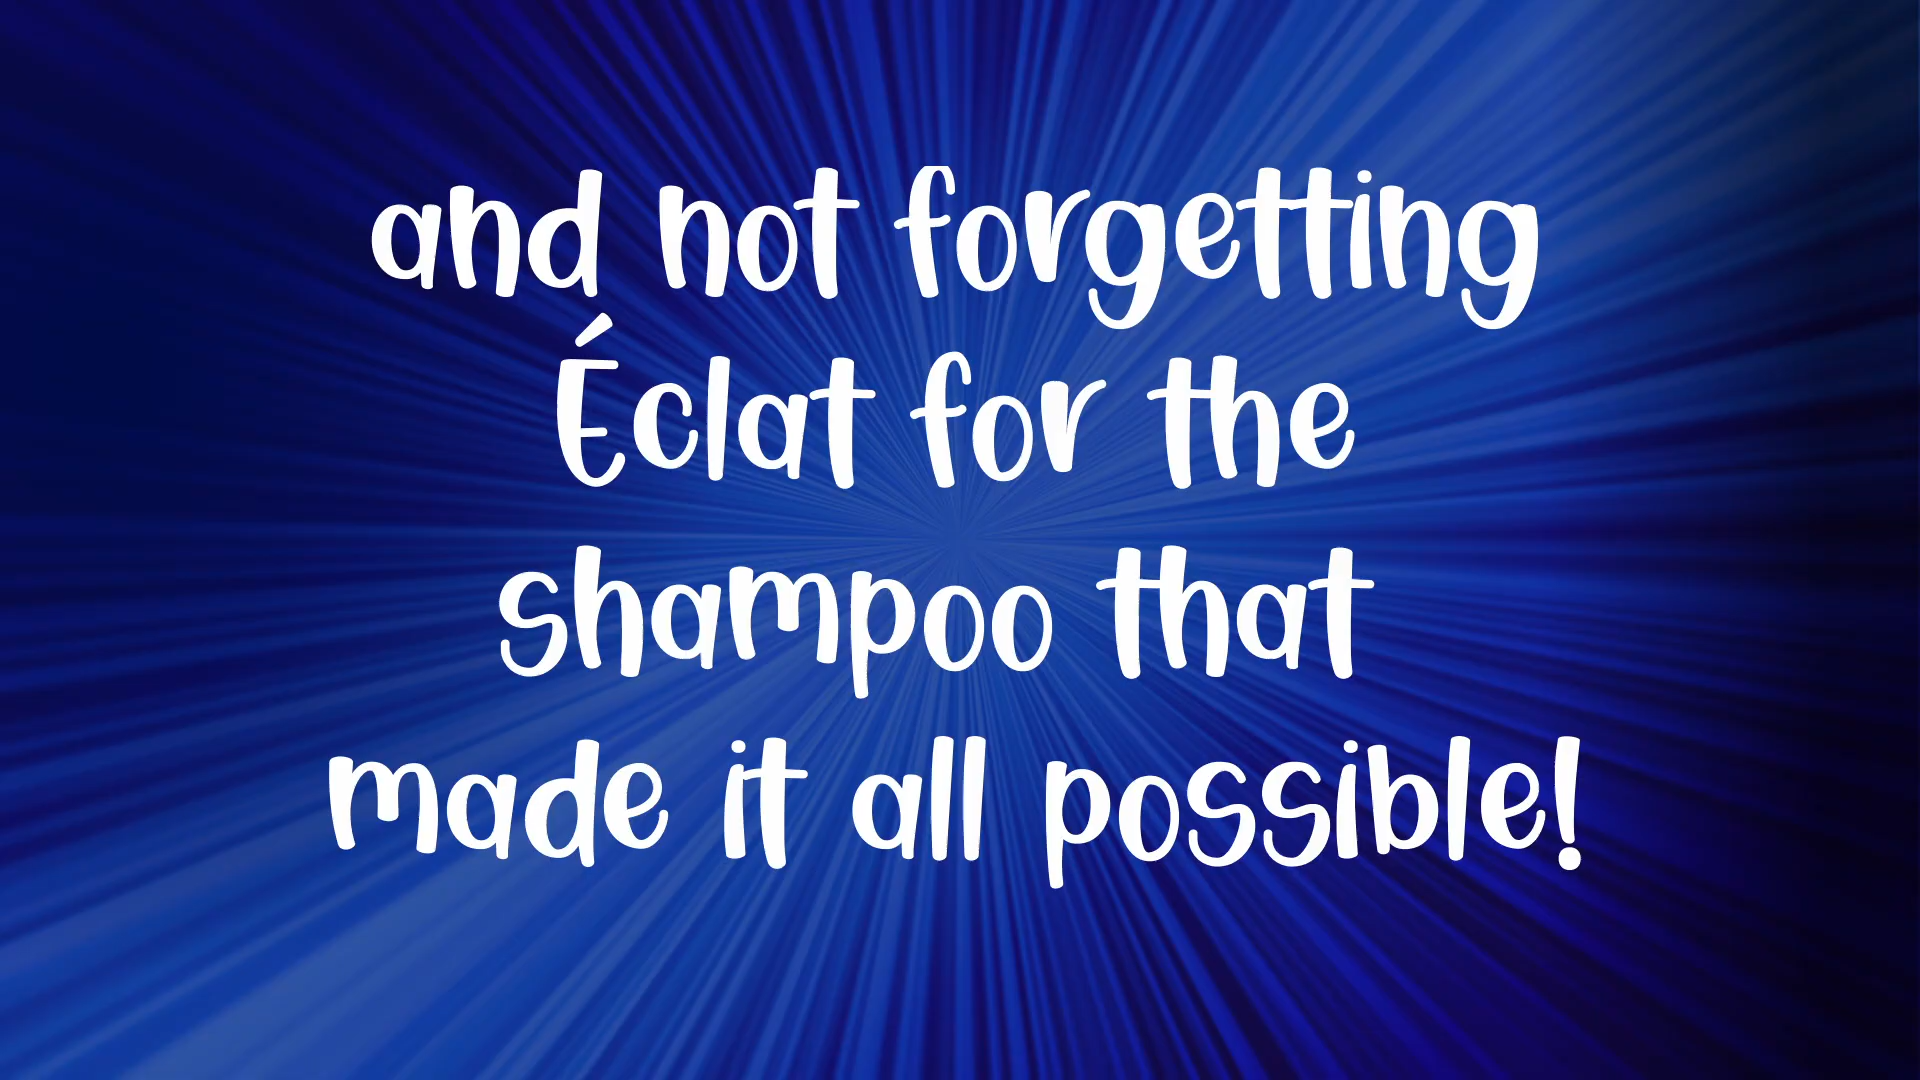 and not forgetting
Éclat for the
shampoo that
made it all possible!